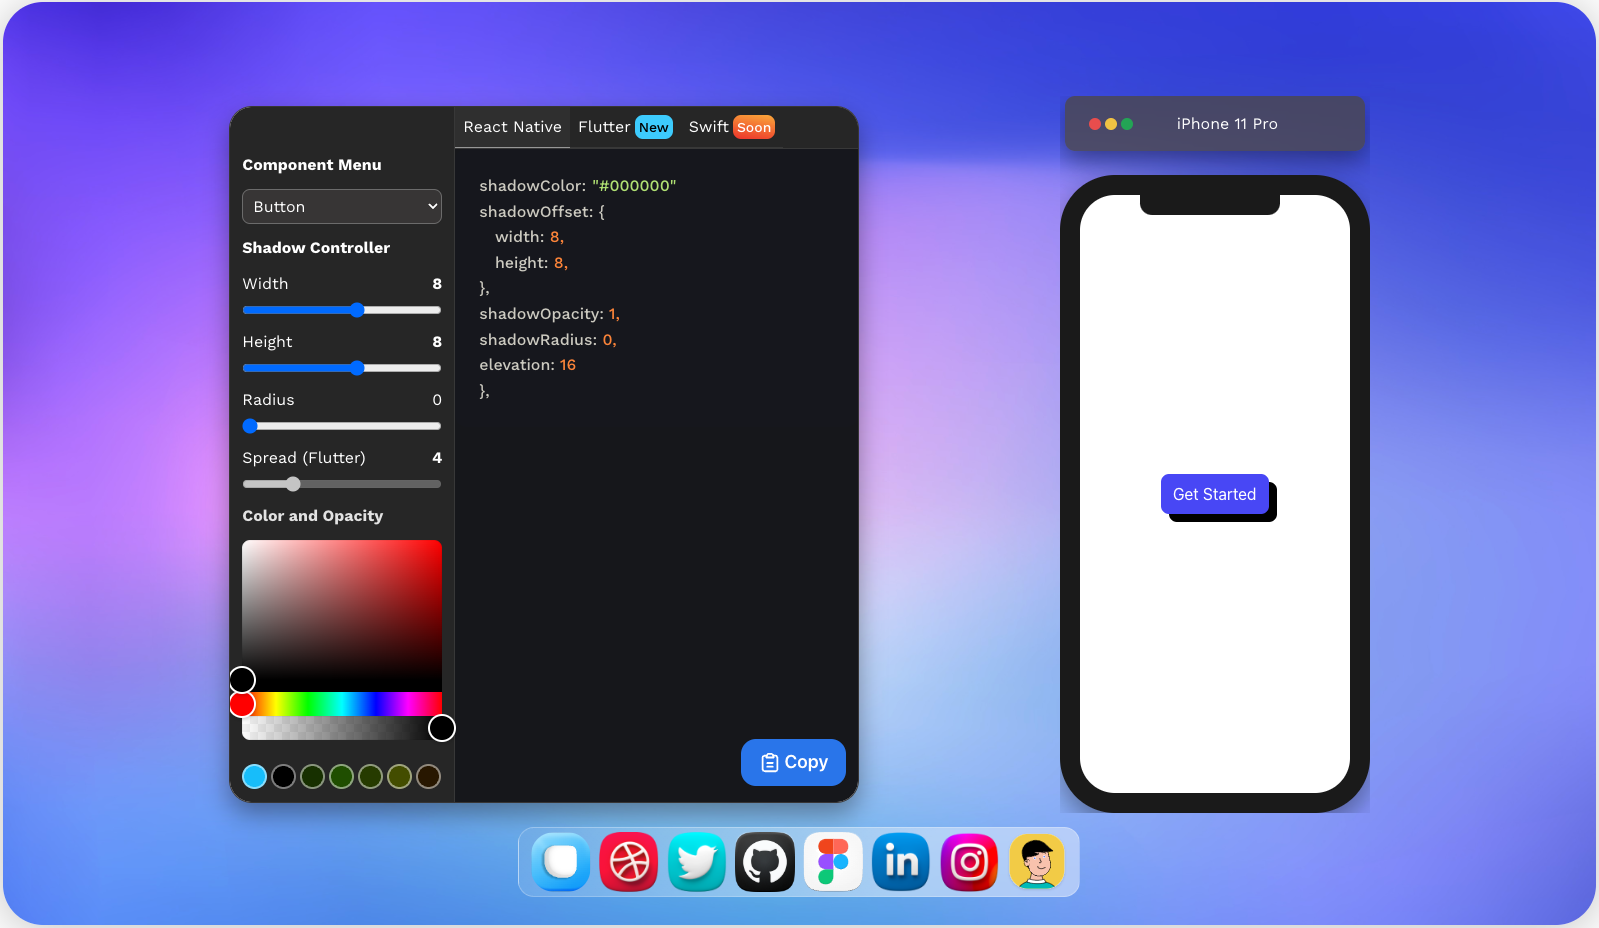 React Native
Flutter New
Swift Soon
Component Menu
Button
Shadow Controller
Width 8
Height 8
Radius 0
Spread (Flutter) 4
Color and Opacity
shadowColor: "#000000"
shadowOffset: {
width: 8,
height: 8,
},
shadowOpacity: 1,
shadowRadius: 0,
elevation: 16
},
Copy
iPhone 11 Pro
Get Started
in